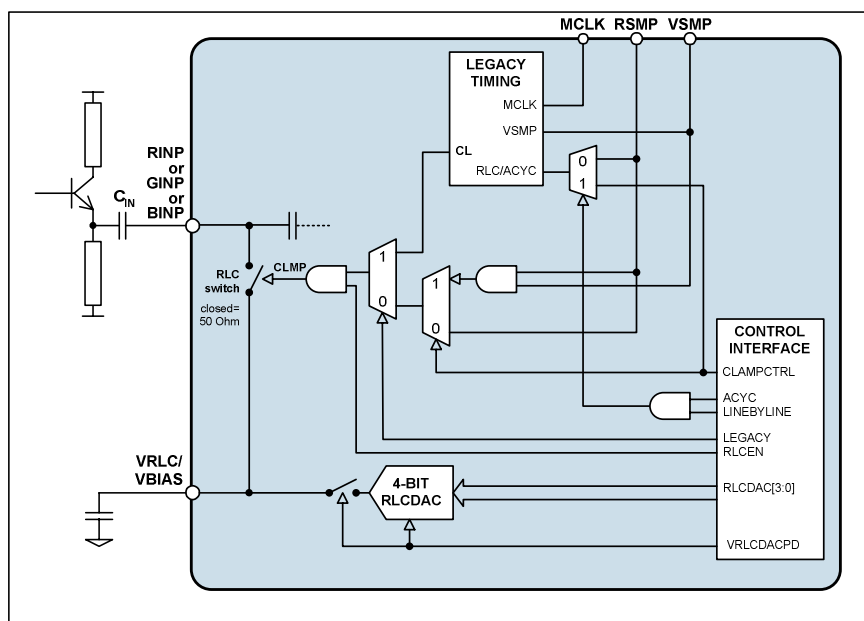 MCLK RSMP VSMP
LEGACY
TIMING
MCLK
VSMP
CL
RLC/ACYC
0
1
RINP
or
GINP
or
BINP
CIN
RLC
switch
closed=
50 Ohm
CLMP
1
0
1
0
CONTROL
INTERFACE
CLAMPCTRL
ACYC
LINEBYLINE
LEGACY
RLCEN
RLCDAC[3:0]
VRLCDACPD
VRLC/
VBIAS
4-BIT
RLCDAC